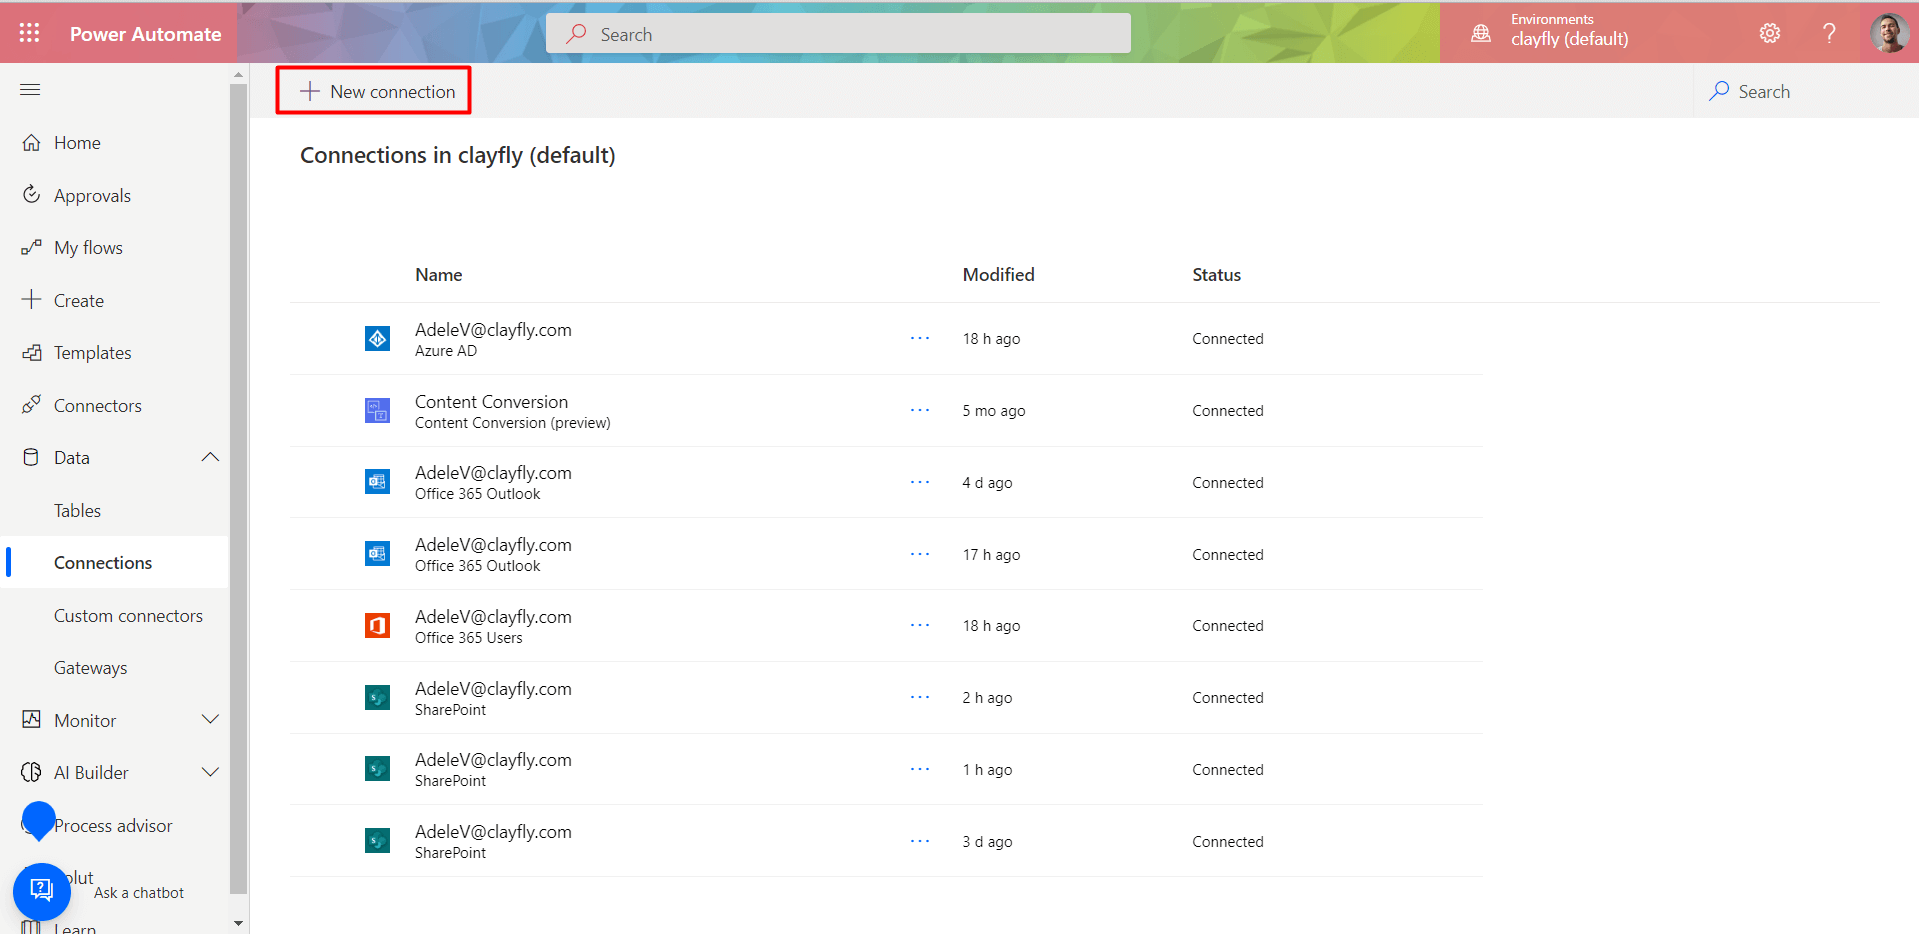 Power Automate
Search
Environments
clayfly (default)
New connection
Search
Home
Approvals
My flows
Create
Templates
Connectors
Data
Tables
Connections
Custom connectors
Gateways
Monitor
AI Builder
Process advisor
olut
Ask a chatbot
Learn
Connections in clayfly (default)
Name Modified Status
AdeleV@clayfly.com
Azure AD
··· 18 h ago Connected
Content Conversion
Content Conversion (preview)
··· 5 mo ago Connected
AdeleV@clayfly.com
Office 365 Outlook
··· 4 d ago Connected
AdeleV@clayfly.com
Office 365 Outlook
··· 17 h ago Connected
AdeleV@clayfly.com
Office 365 Users
··· 18 h ago Connected
AdeleV@clayfly.com
SharePoint
··· 2 h ago Connected
AdeleV@clayfly.com
SharePoint
··· 1 h ago Connected
AdeleV@clayfly.com
SharePoint
··· 3 d ago Connected